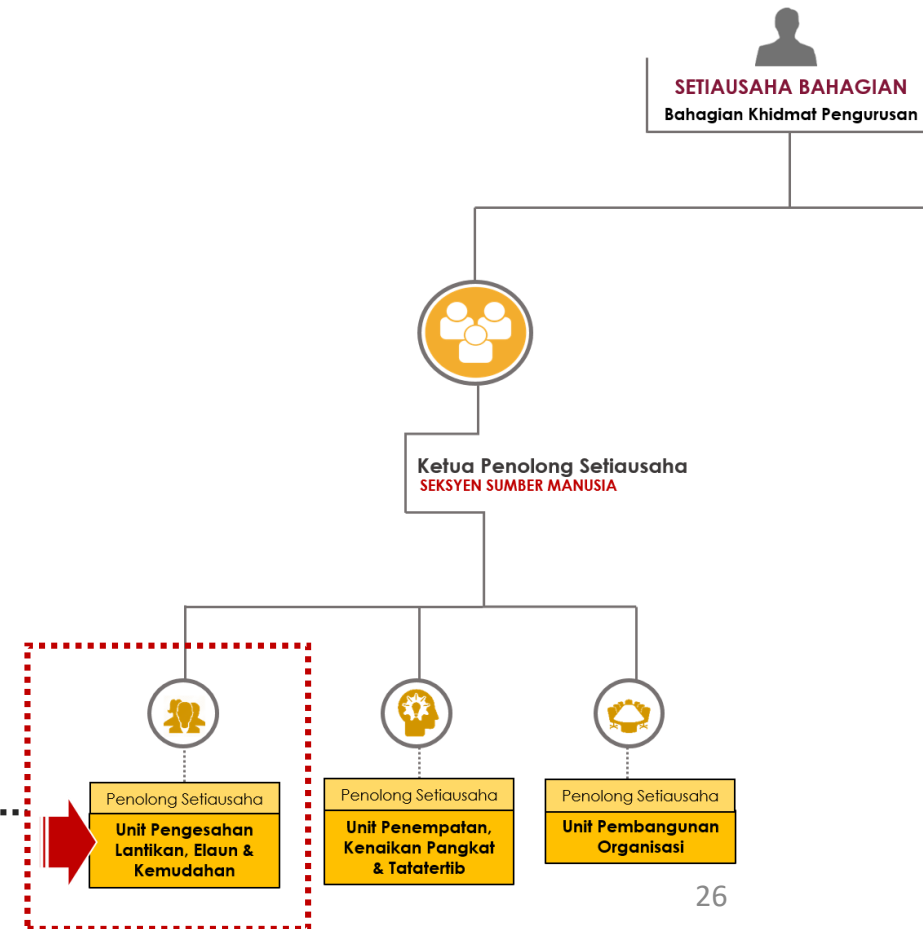 SETIAUSAHA BAHAGIAN
Bahagian Khidmat Pengurusan
Ketua Penolong Setiausaha
SEKSYEN SUMBER MANUSIA
Penolong Setiausaha
Unit Pengesahan
Lantikan, Elaun &
Kemudahan
Penolong Setiausaha
Unit Penempatan,
Kenaikan Pangkat
& Tatatertib
Penolong Setiausaha
Unit Pembangunan
Organisasi
26